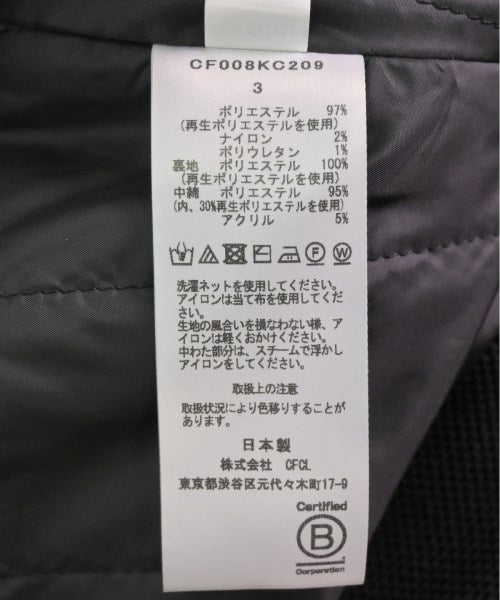 CF008KC209
3
ポリエステル 97%
(再生ポリエステルを使用)
ナイロン 2%
ポリウレタン 1%
裏地 ポリエステル 100%
(再生ポリエステルを使用)
中綿 ポリエステル 95%
(内、30%再生ポリエステルを使用)
アクリル 5%
F W
洗濯ネットを使用してください。
アイロンは当て布を使用してくだ
さい。
生地の風合いを損なわない様、ア
イロンは軽くおかけください。
中わた部分は、スチームで浮かし
アイロンをしてください。
取扱上の注意
取扱状況により色移りすることが
あります。
日本製
株式会社 CFCL
東京都渋谷区元代々木町17-9
Certified
B
Corporation